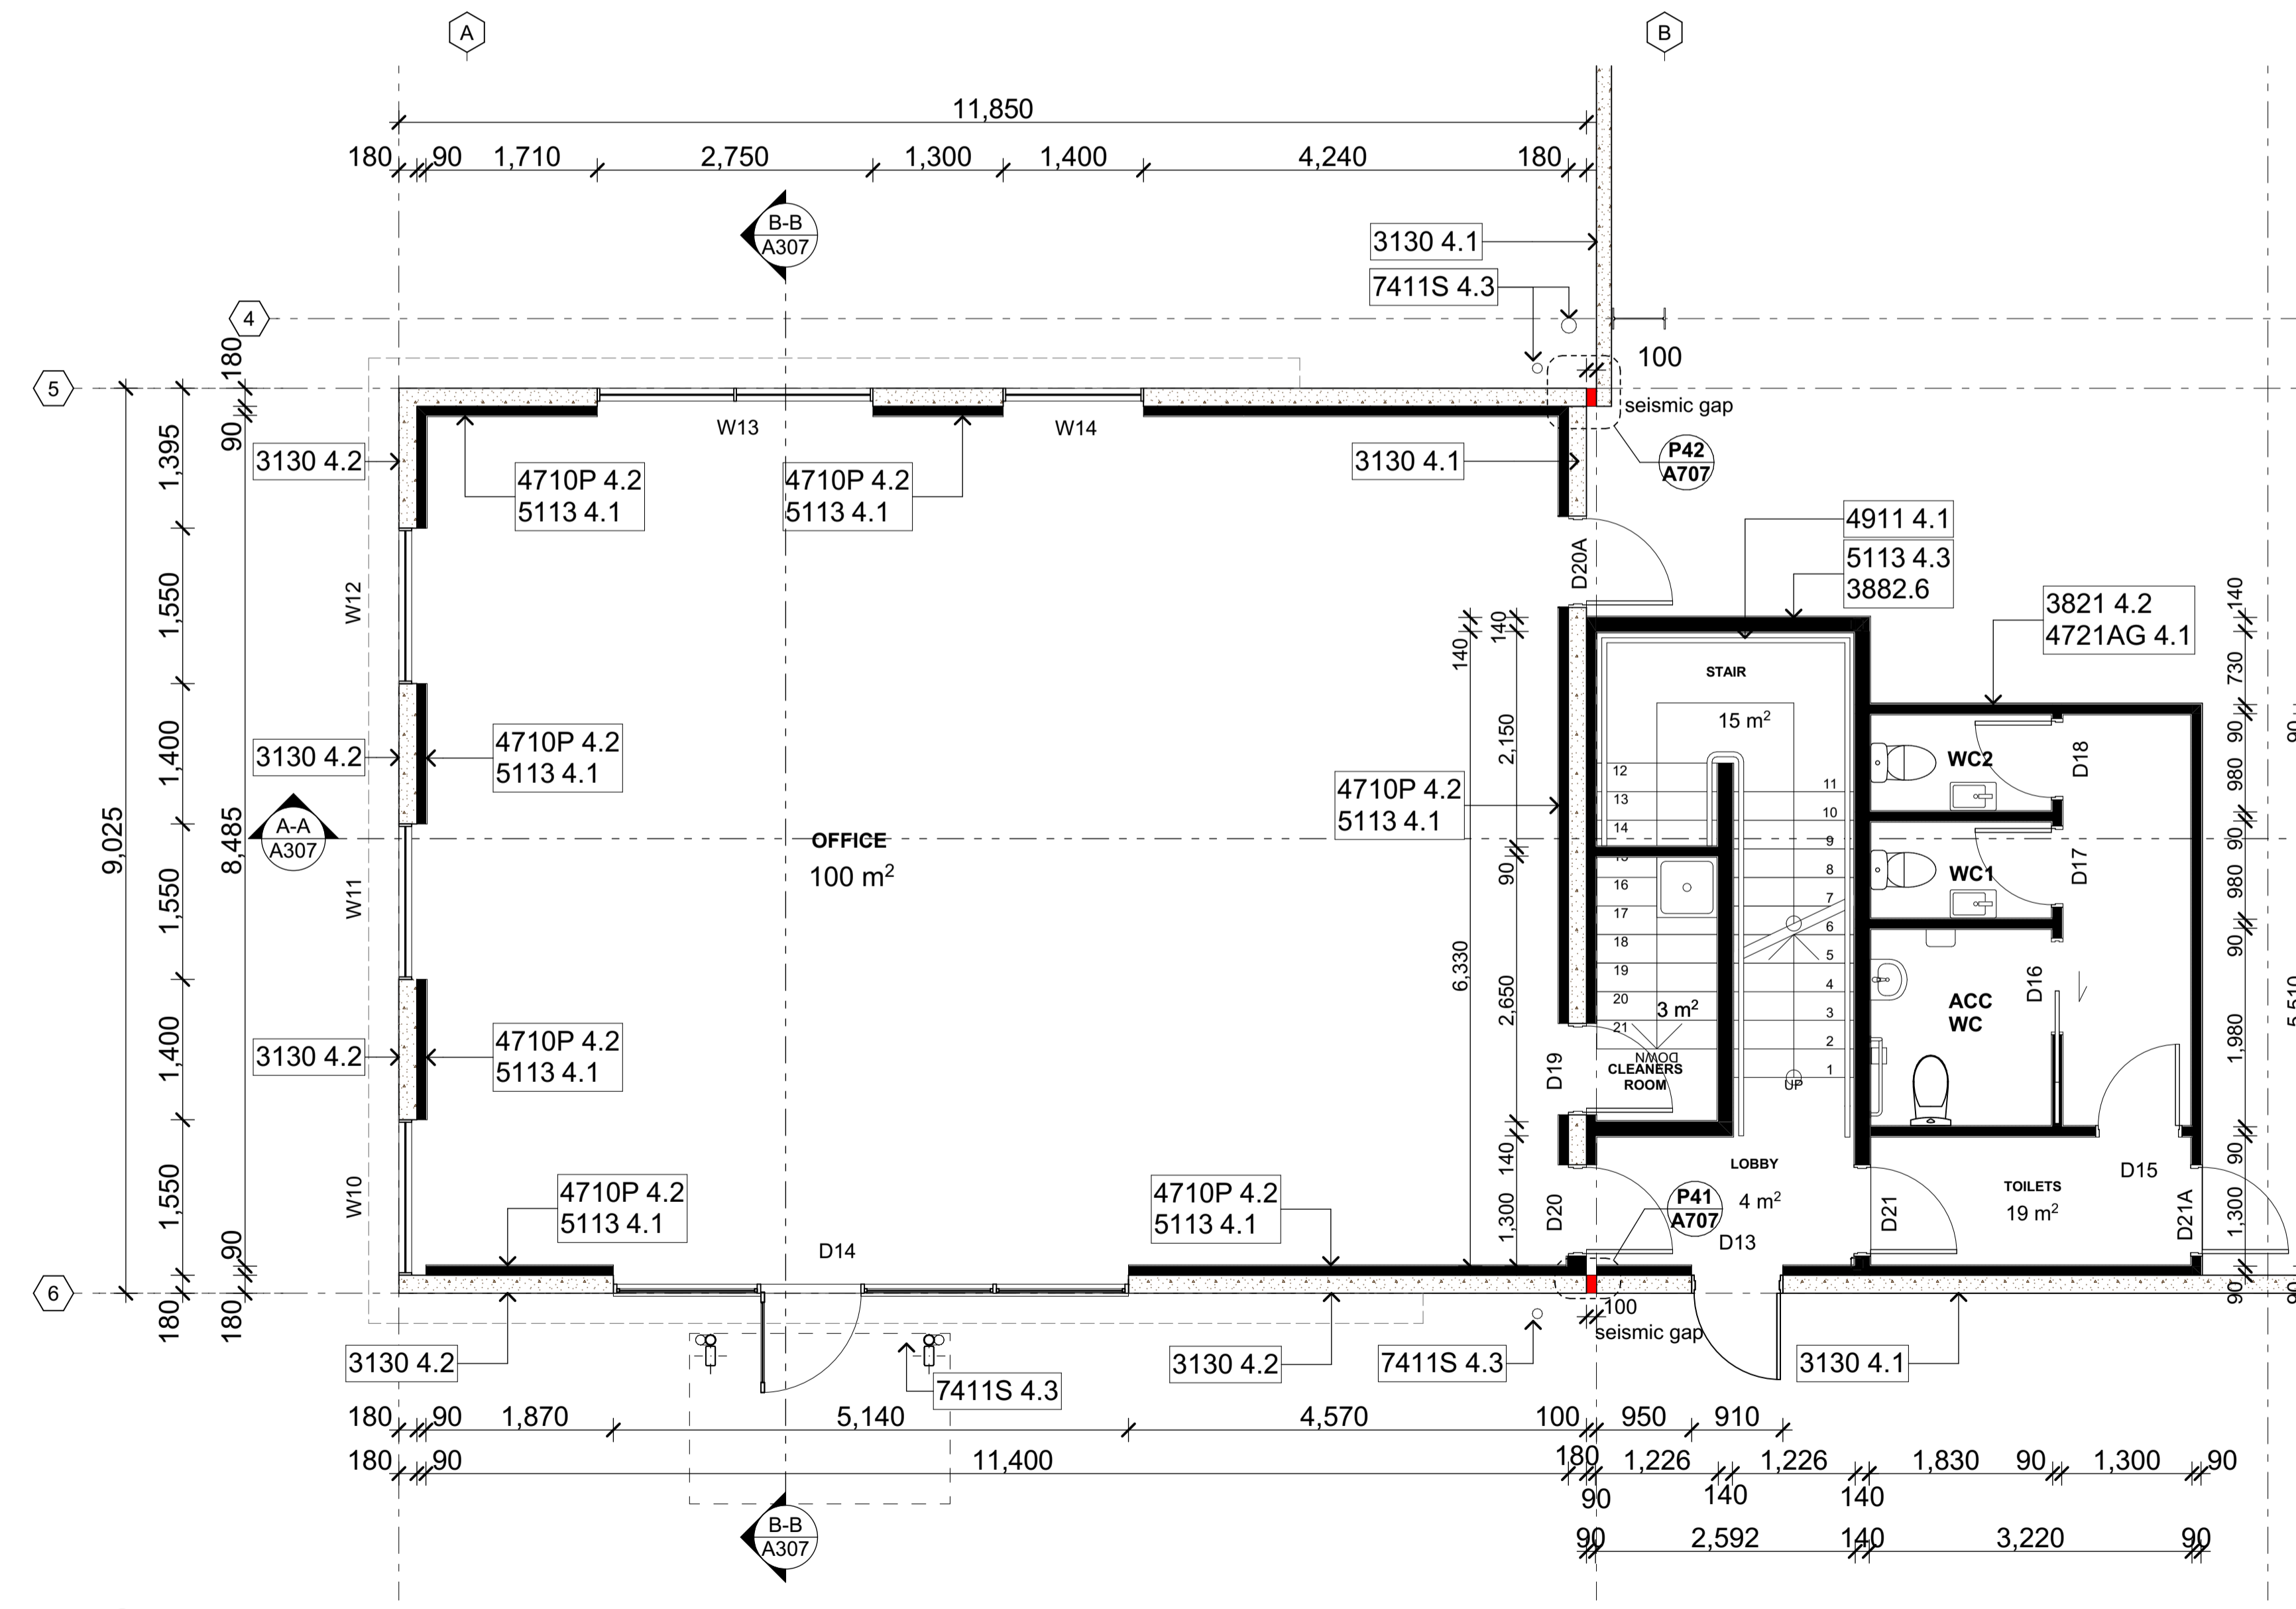 A
B
11,850
180 90 1,710 2,750 1,300 1,400 4,240 180
B-B
A307
3130 4.1
7411S 4.3
4
5
100
seismic gap
P42
A707
180
90
1,395
3130 4.2
W13
W14
4710P 4.2
5113 4.1
4710P 4.2
5113 4.1
3130 4.1
D20A
4911 4.1
5113 4.3
3882.6
3821 4.2
4721AG 4.1
1,550
W12
140
140
140
730
STAIR
15 m²
1,400
3130 4.2
4710P 4.2
5113 4.1
2,150
4710P 4.2
5113 4.1
12
13
14
16
17
18
19
20
21
11
10
9
8
7
6
5
4
3
2
1
WC2
D18
90
980
90
9,025
8,485
A-A
A307
OFFICE
100 m²
90
WC1
D17
90
980
1,550
W11
6,330
2,650
90
D16
ACC
WC
5,510
1,980
3 m²
DOWN
CLEANERS
ROOM
UP
1,400
3130 4.2
4710P 4.2
5113 4.1
D19
140
90
LOBBY
4 m²
P41
A707
D13
D15
TOILETS
19 m²
D21
D21A
1,300
1,550
W10
90
4710P 4.2
5113 4.1
D14
4710P 4.2
5113 4.1
D20
1,300
6
180
180
90
90
100
seismic gap
3130 4.2
7411S 4.3
3130 4.2
7411S 4.3
3130 4.1
180 90 1,870 5,140 4,570 100 950 910
180 90 11,400 180 1,226 1,226 1,830 90 1,300 90
90 140 140
B-B
A307
90 2,592 140 3,220 90